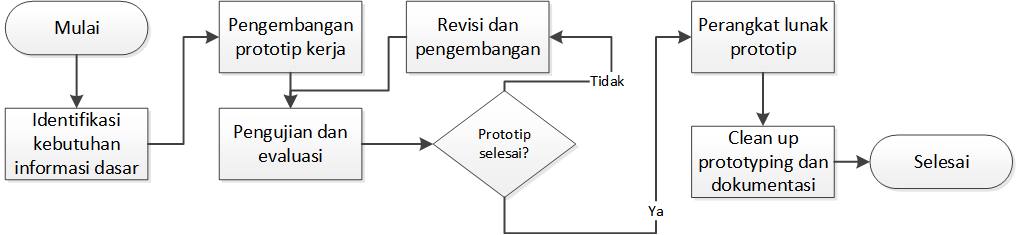 Mulai
Identifikasi
kebutuhan
informasi dasar
Pengembangan
prototip kerja
Pengujian dan
evaluasi
Revisi dan
pengembangan
Prototip
selesai?
Tidak
Ya
Perangkat lunak
prototip
Clean up
prototyping dan
dokumentasi
Selesai